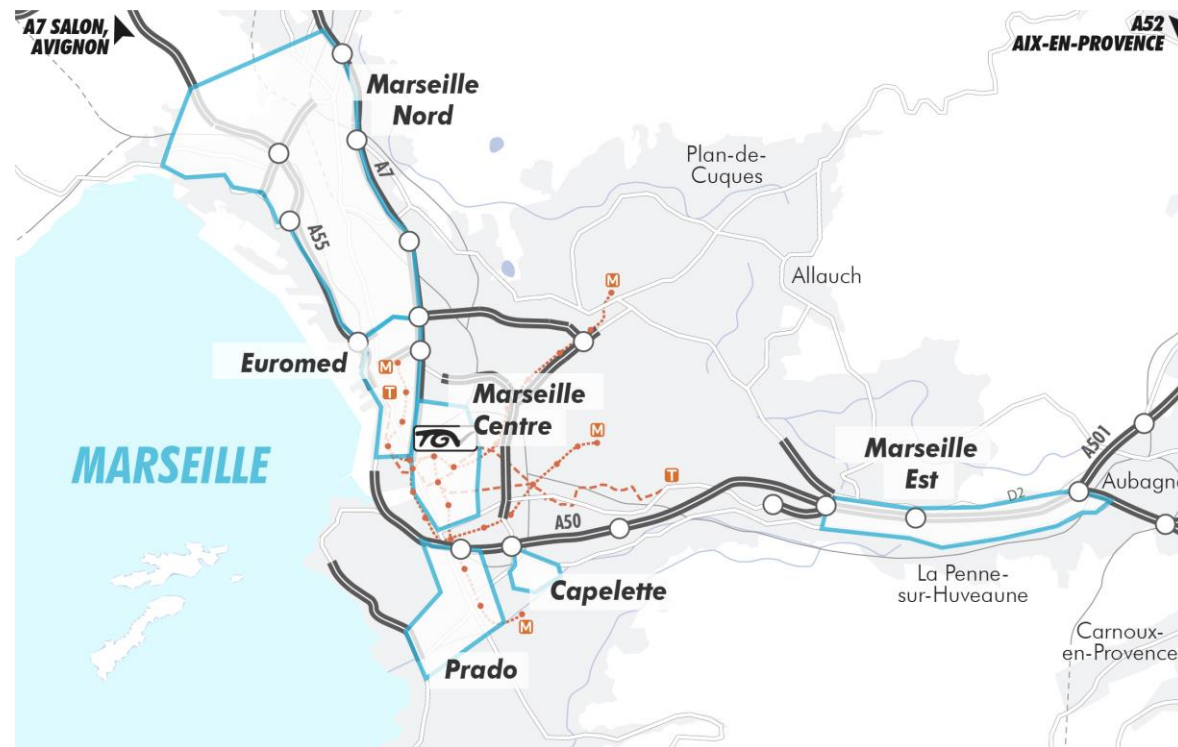 A7 SALON,
AVIGNON
A52
AIX-EN-PROVENCE
Marseille
Nord
A7
Plan-de-
Cuques
A55
Allauch
M
Euromed
M
T
Marseille
Centre
TGV
M
MARSEILLE
T
Marseille
Est
A501
D2
Aubagne
A50
La Penne-
sur-Huveaune
Capelette
M
Carnoux-
en-Provence
Prado